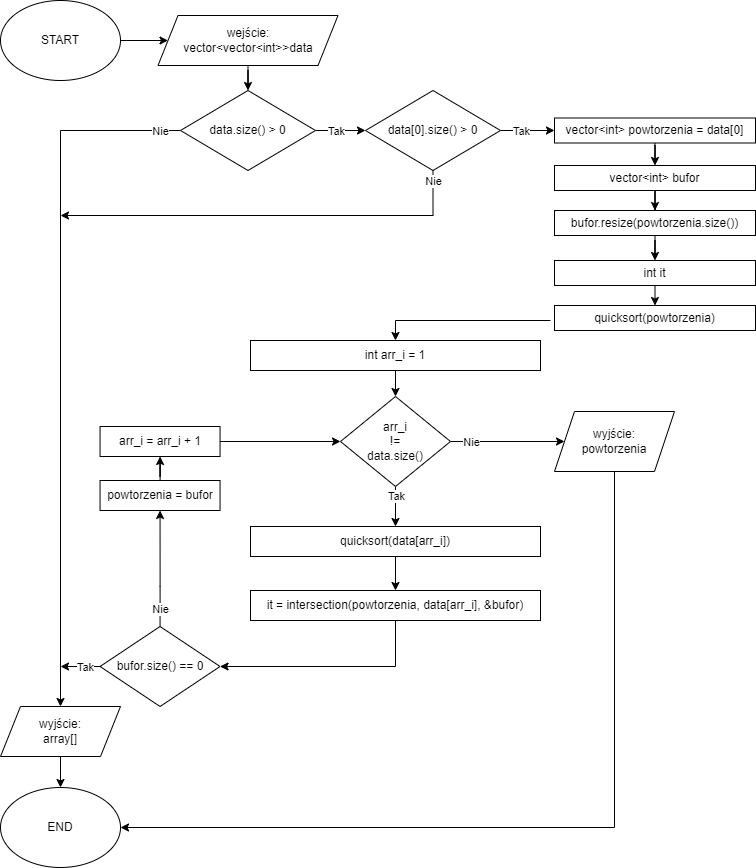 START
wejście:
vector<vector<int>>data
Nie
data.size() > 0
Tak
data[0].size() > 0
Tak
vector<int> powtorzenia = data[0]
Nie
vector<int> bufor
bufor.resize(powtorzenia.size())
int it
quicksort(powtorzenia)
int arr_i = 1
arr_i = arr_i + 1
arr_i
!=
data.size()
Nie
wyjście:
powtorzenia
powtorzenia = bufor
Tak
quicksort(data[arr_i])
it = intersection(powtorzenia, data[arr_i], &bufor)
Nie
Tak
bufor.size() == 0
wyjście:
array[]
END